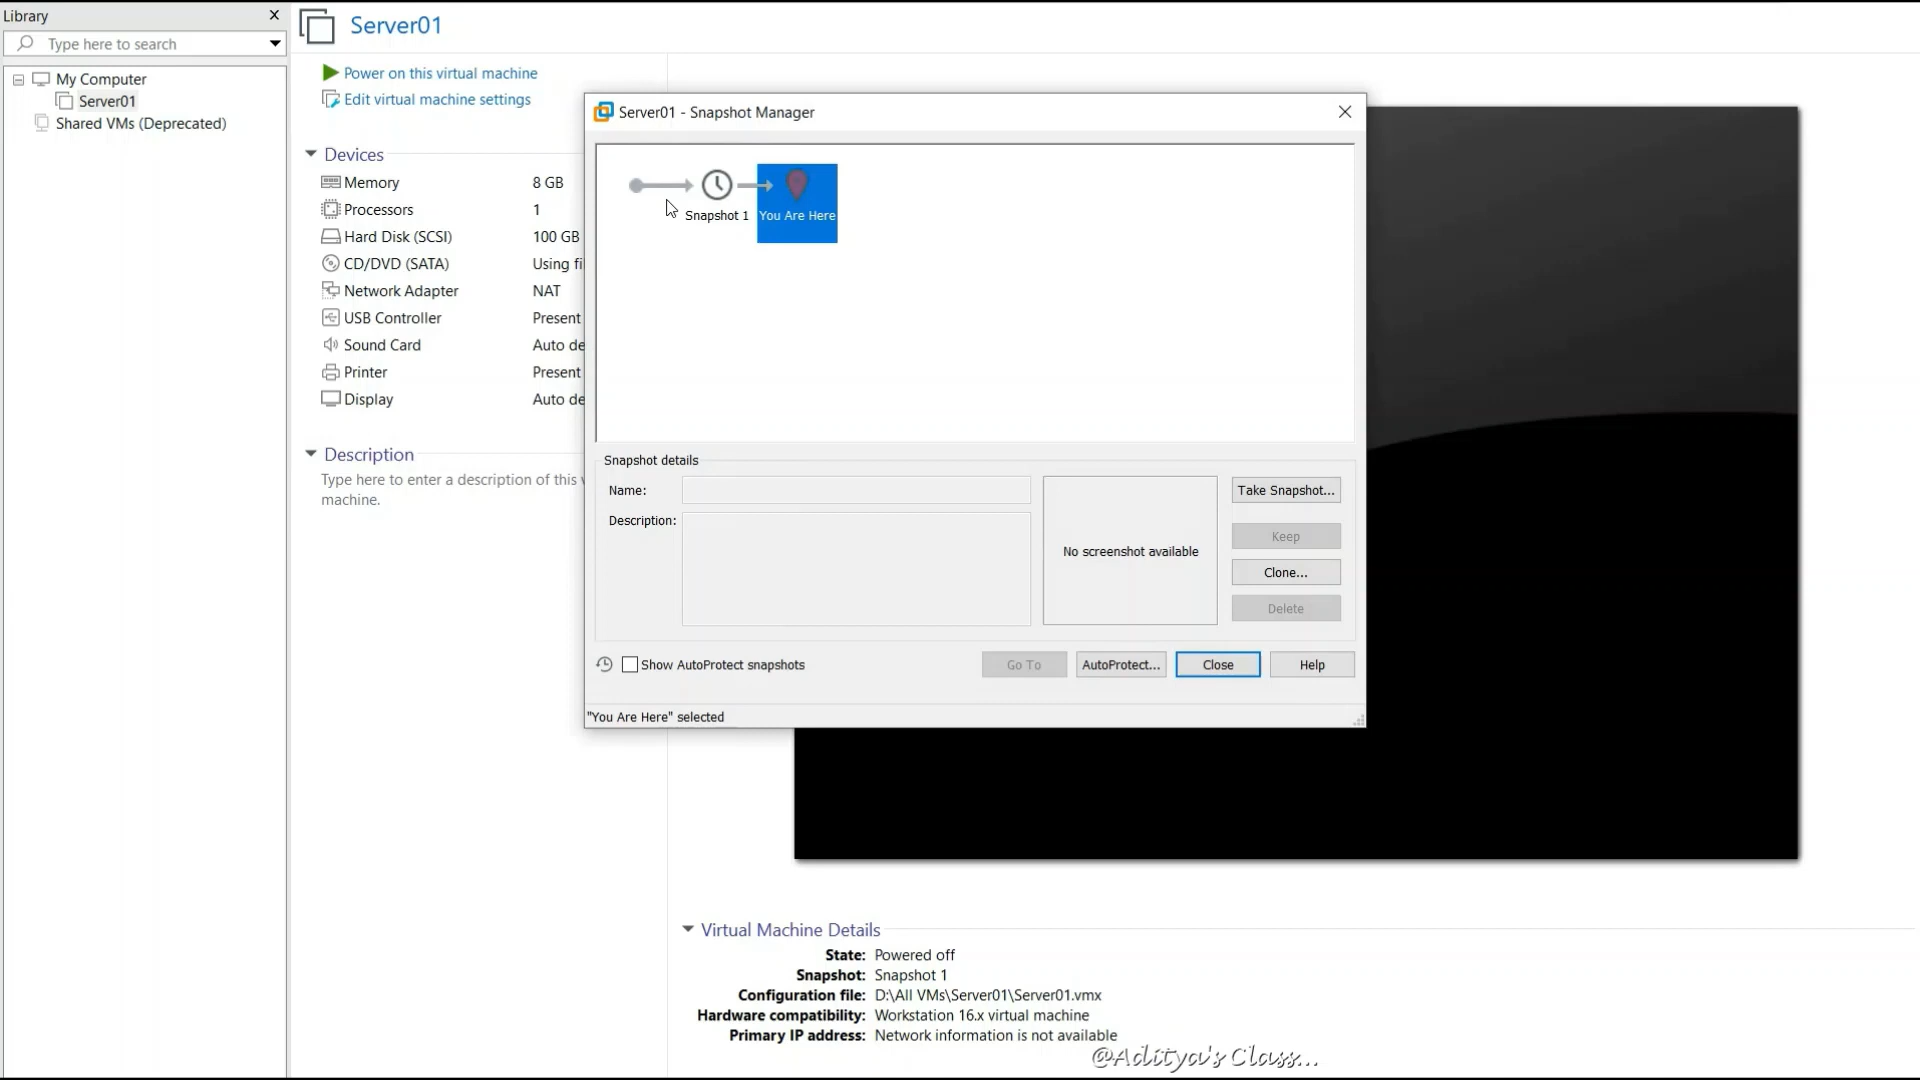 Library
Type here to search
My Computer
Server01
Shared VMs (Deprecated)
Server01
Power on this virtual machine
Edit virtual machine settings
Devices
Memory 8 GB
Processors 1
Hard Disk (SCSI) 100 GB
CD/DVD (SATA) Using fi
Network Adapter NAT
USB Controller Present
Sound Card Auto de
Printer Present
Display Auto de
Description
Type here to enter a description of this v
machine.
Server01 - Snapshot Manager
Snapshot 1
You Are Here
Snapshot details
Name:
Description:
No screenshot available
Take Snapshot...
Keep
Clone...
Delete
Show AutoProtect snapshots
Go To
AutoProtect...
Close
Help
"You Are Here" selected
Virtual Machine Details
State: Powered off
Snapshot: Snapshot 1
Configuration file: D:\All VMs\Server01\Server01.vmx
Hardware compatibility: Workstation 16.x virtual machine
Primary IP address: Network information is not available
@Aditya's Class...